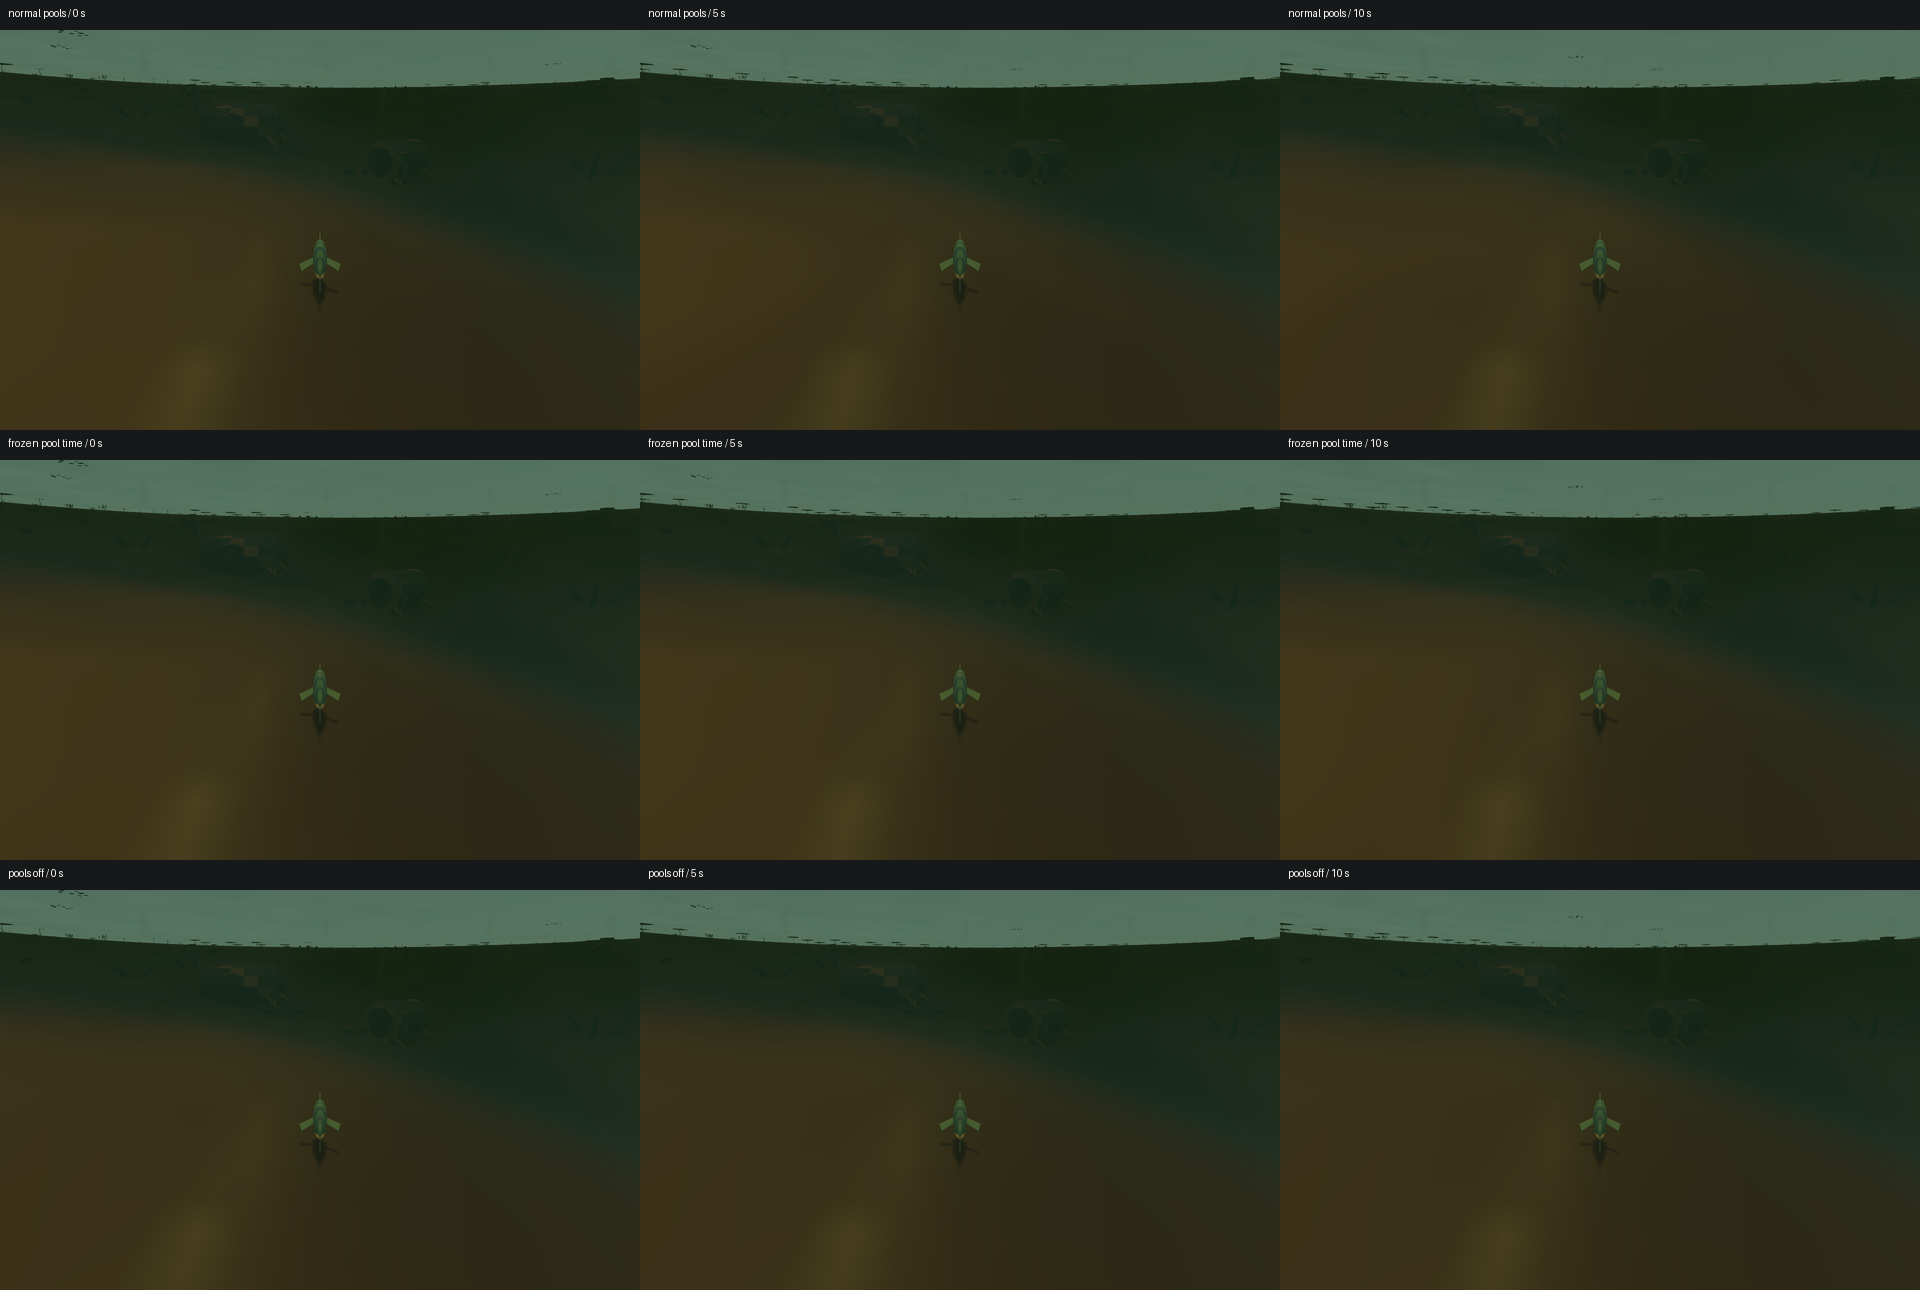 normal pools / 0 s
normal pools / 5 s
normal pools / 10 s
frozen pool time / 0 s
frozen pool time / 5 s
frozen pool time / 10 s
pools off / 0 s
pools off / 5 s
pools off / 10 s